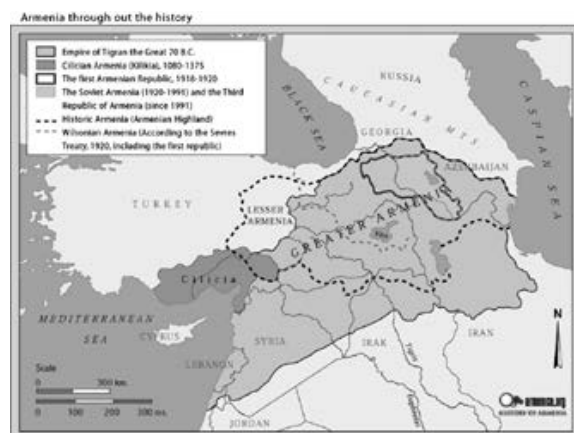 Armenia through out the history
Empire of Tigran the Great 70 B.C.
Cilician Armenia (Kilikia), 1080-1375
The first Armenian Republic, 1918-1920
The Soviet Armenia (1920-1991) and the Third
Republic of Armenia (since 1991)
Historic Armenia (Armenian Highland)
Wilsonian Armenia (According to the Sevres
Treaty, 1920, including the first republic)
RUSSIA
CAUCASIAN MTS.
BLACK SEA
CASPIAN SEA
GEORGIA
AZERBAIJAN
TURKEY
LESSER
ARMENIA
GREATER ARMENIA
Cilicia
MEDITERRANEAN
SEA
CYPRUS
SYRIA
LEBANON
IRAK
IRAN
JORDAN
N
Scale
0 300 km.
0 100 200 300 ms.
HISTORY OF ARMENIA